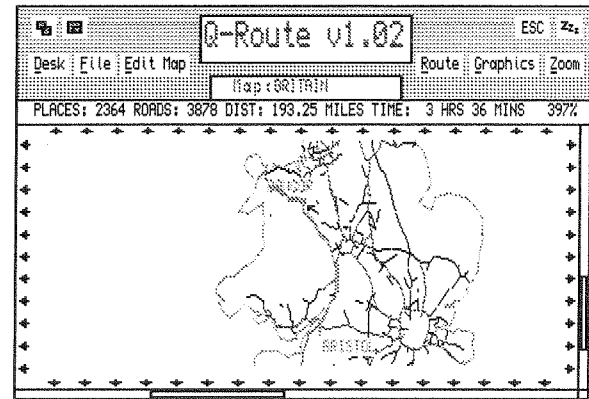 Q-Route v1.02
ESC Zzz
Desk File Edit Map Route Graphics Zoom
Map:BRITAIN
PLACES: 2364 ROADS: 3878 DIST: 193.25 MILES TIME: 3 HRS 36 MINS 397%